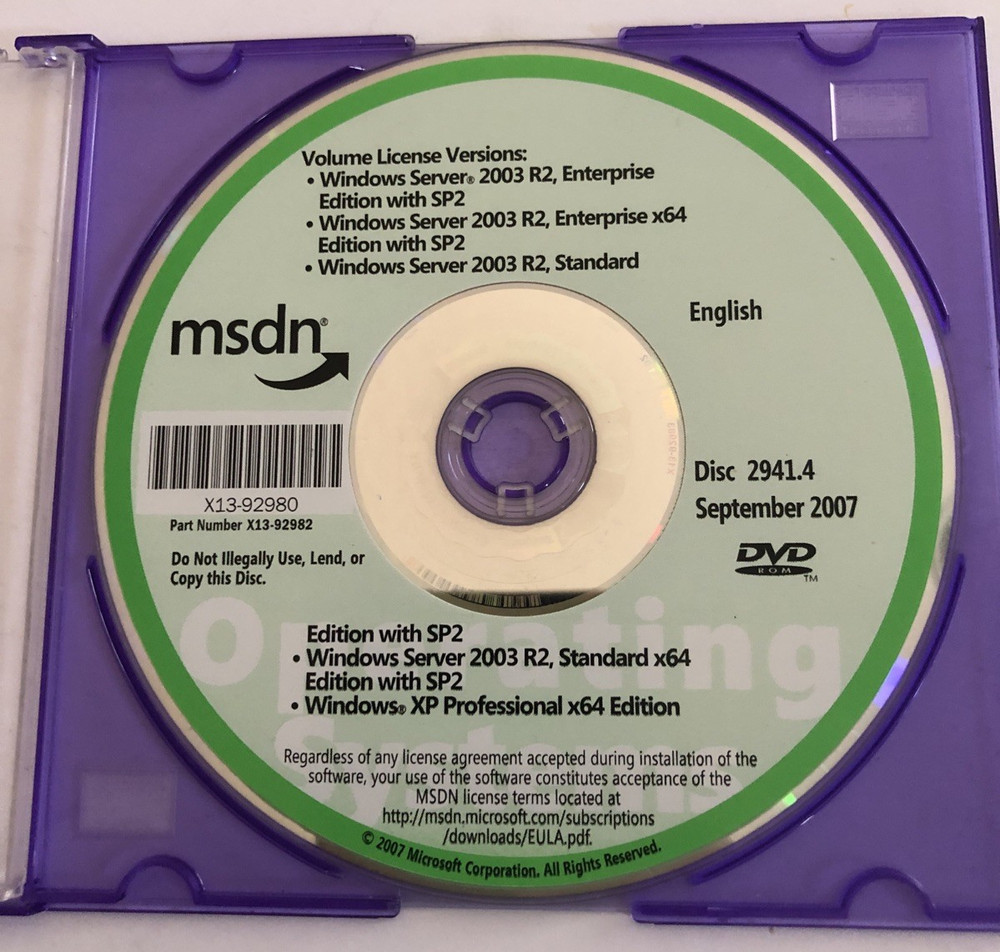 Volume License Versions:
• Windows Server® 2003 R2, Enterprise
Edition with SP2
• Windows Server 2003 R2, Enterprise x64
Edition with SP2
• Windows Server 2003 R2, Standard
English
msdn®
X13-92980
Part Number X13-92982
Do Not Illegally Use, Lend, or
Copy this Disc.
Disc 2941.4
September 2007
DVD
ROM
TM
Operating
Systems
Edition with SP2
• Windows Server 2003 R2, Standard x64
Edition with SP2
• Windows® XP Professional x64 Edition
Regardless of any license agreement accepted during installation of the
software, your use of the software constitutes acceptance of the
MSDN license terms located at
http://msdn.microsoft.com/subscriptions
/downloads/EULA.pdf.
© 2007 Microsoft Corporation. All Rights Reserved.